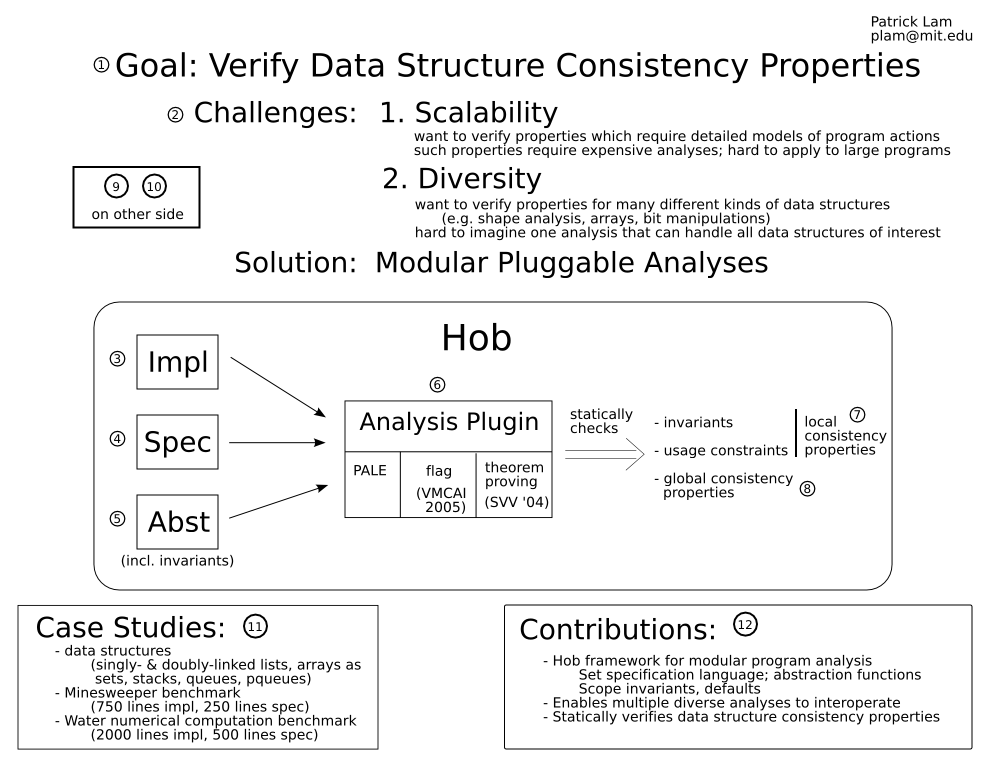 Patrick Lam
plam@mit.edu
① Goal: Verify Data Structure Consistency Properties
② Challenges: 1. Scalability
want to verify properties which require detailed models of program actions
such properties require expensive analyses; hard to apply to large programs
⑨ ⑩
on other side
2. Diversity
want to verify properties for many different kinds of data structures
(e.g. shape analysis, arrays, bit manipulations)
hard to imagine one analysis that can handle all data structures of interest
Solution: Modular Pluggable Analyses
Hob
③ Impl
④ Spec
⑤ Abst
(incl. invariants)
⑥
Analysis Plugin
PALE
flag
(VMCAI
2005)
theorem
proving
(SVV '04)
statically
checks
- invariants
- usage constraints
- global consistency
properties ⑧
local ⑦
consistency
properties
Case Studies: ⑪
- data structures
(singly- & doubly-linked lists, arrays as
sets, stacks, queues, pqueues)
- Minesweeper benchmark
(750 lines impl, 250 lines spec)
- Water numerical computation benchmark
(2000 lines impl, 500 lines spec)
Contributions: ⑫
- Hob framework for modular program analysis
Set specification language; abstraction functions
Scope invariants, defaults
- Enables multiple diverse analyses to interoperate
- Statically verifies data structure consistency properties